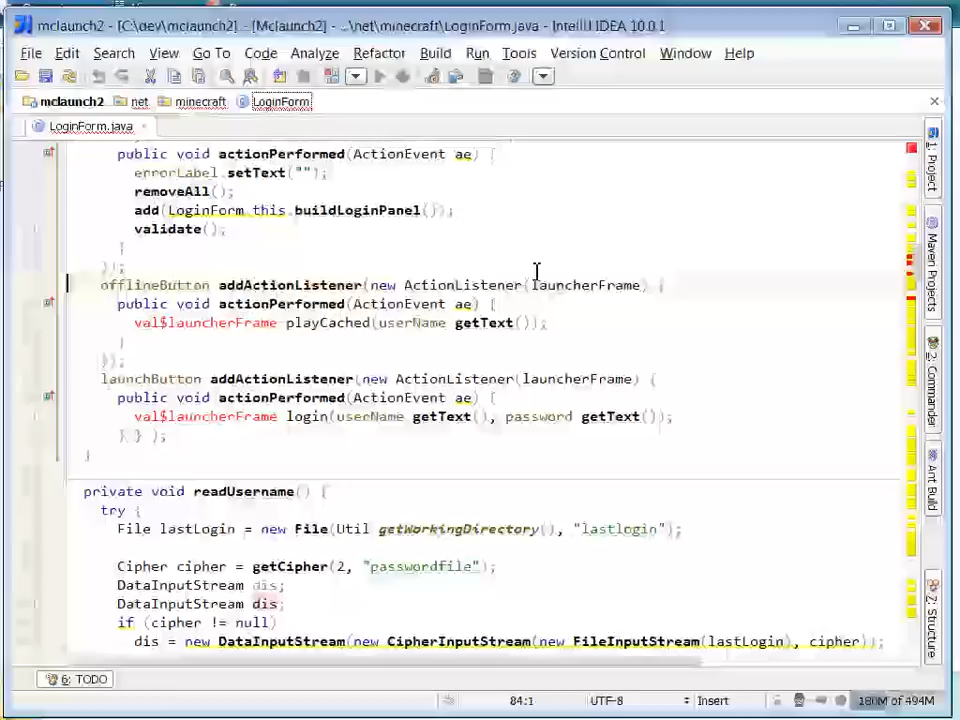 mclaunch2 - [C:\dev\mclaunch2] - [Mclaunch2] - ...\net\minecraft\LoginForm.java - IntelliJ IDEA 10.0.1
File Edit Search View Go To Code Analyze Refactor Build Run Tools Version Control Window Help
mclaunch2 net minecraft LoginForm
LoginForm.java
public void actionPerformed(ActionEvent ae) {
errorLabel.setText("");
removeAll();
add(LoginForm.this.buildLoginPanel());
validate();
}
});
offlineButton.addActionListener(new ActionListener(launcherFrame) {
public void actionPerformed(ActionEvent ae) {
val$launcherFrame.playCached(userName.getText());
}
});
launchButton.addActionListener(new ActionListener(launcherFrame) {
public void actionPerformed(ActionEvent ae) {
val$launcherFrame.login(userName.getText(), password.getText());
} } );
}
private void readUsername() {
try {
File lastLogin = new File(Util.getWorkingDirectory(), "lastlogin");
Cipher cipher = getCipher(2, "passwordfile");
DataInputStream dis;
DataInputStream dis;
if (cipher != null)
dis = new DataInputStream(new CipherInputStream(new FileInputStream(lastLogin), cipher));
1: Project
Maven Projects
2: Commander
Ant Build
Z: Structure
6: TODO
84:1 UTF-8 Insert 180M of 494M